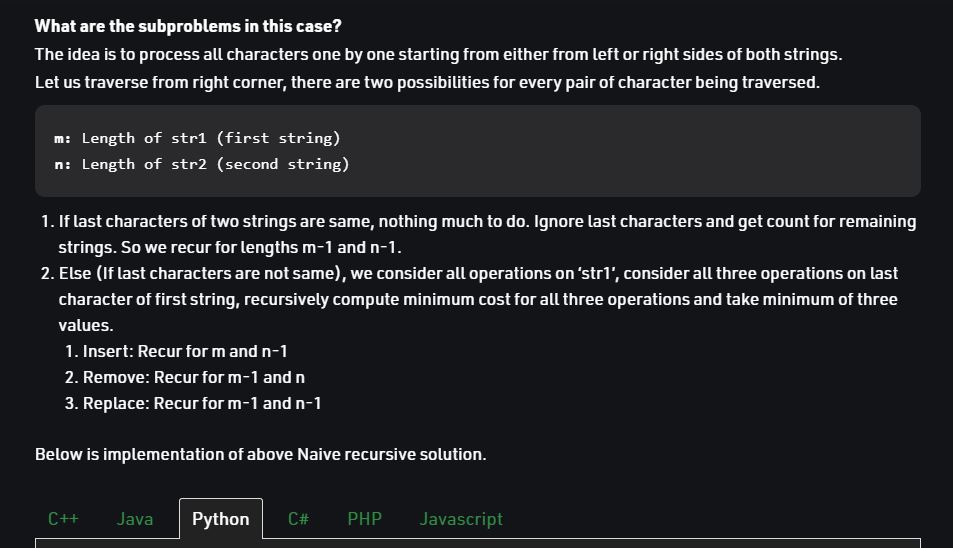 What are the subproblems in this case?
The idea is to process all characters one by one starting from either from left or right sides of both strings.
Let us traverse from right corner, there are two possibilities for every pair of character being traversed.
m: Length of str1 (first string)
n: Length of str2 (second string)
1. If last characters of two strings are same, nothing much to do. Ignore last characters and get count for remaining
strings. So we recur for lengths m-1 and n-1.
2. Else (If last characters are not same), we consider all operations on ‘str1’, consider all three operations on last
character of first string, recursively compute minimum cost for all three operations and take minimum of three
values.
1. Insert: Recur for m and n-1
2. Remove: Recur for m-1 and n
3. Replace: Recur for m-1 and n-1
Below is implementation of above Naive recursive solution.
C++ Java Python C# PHP Javascript